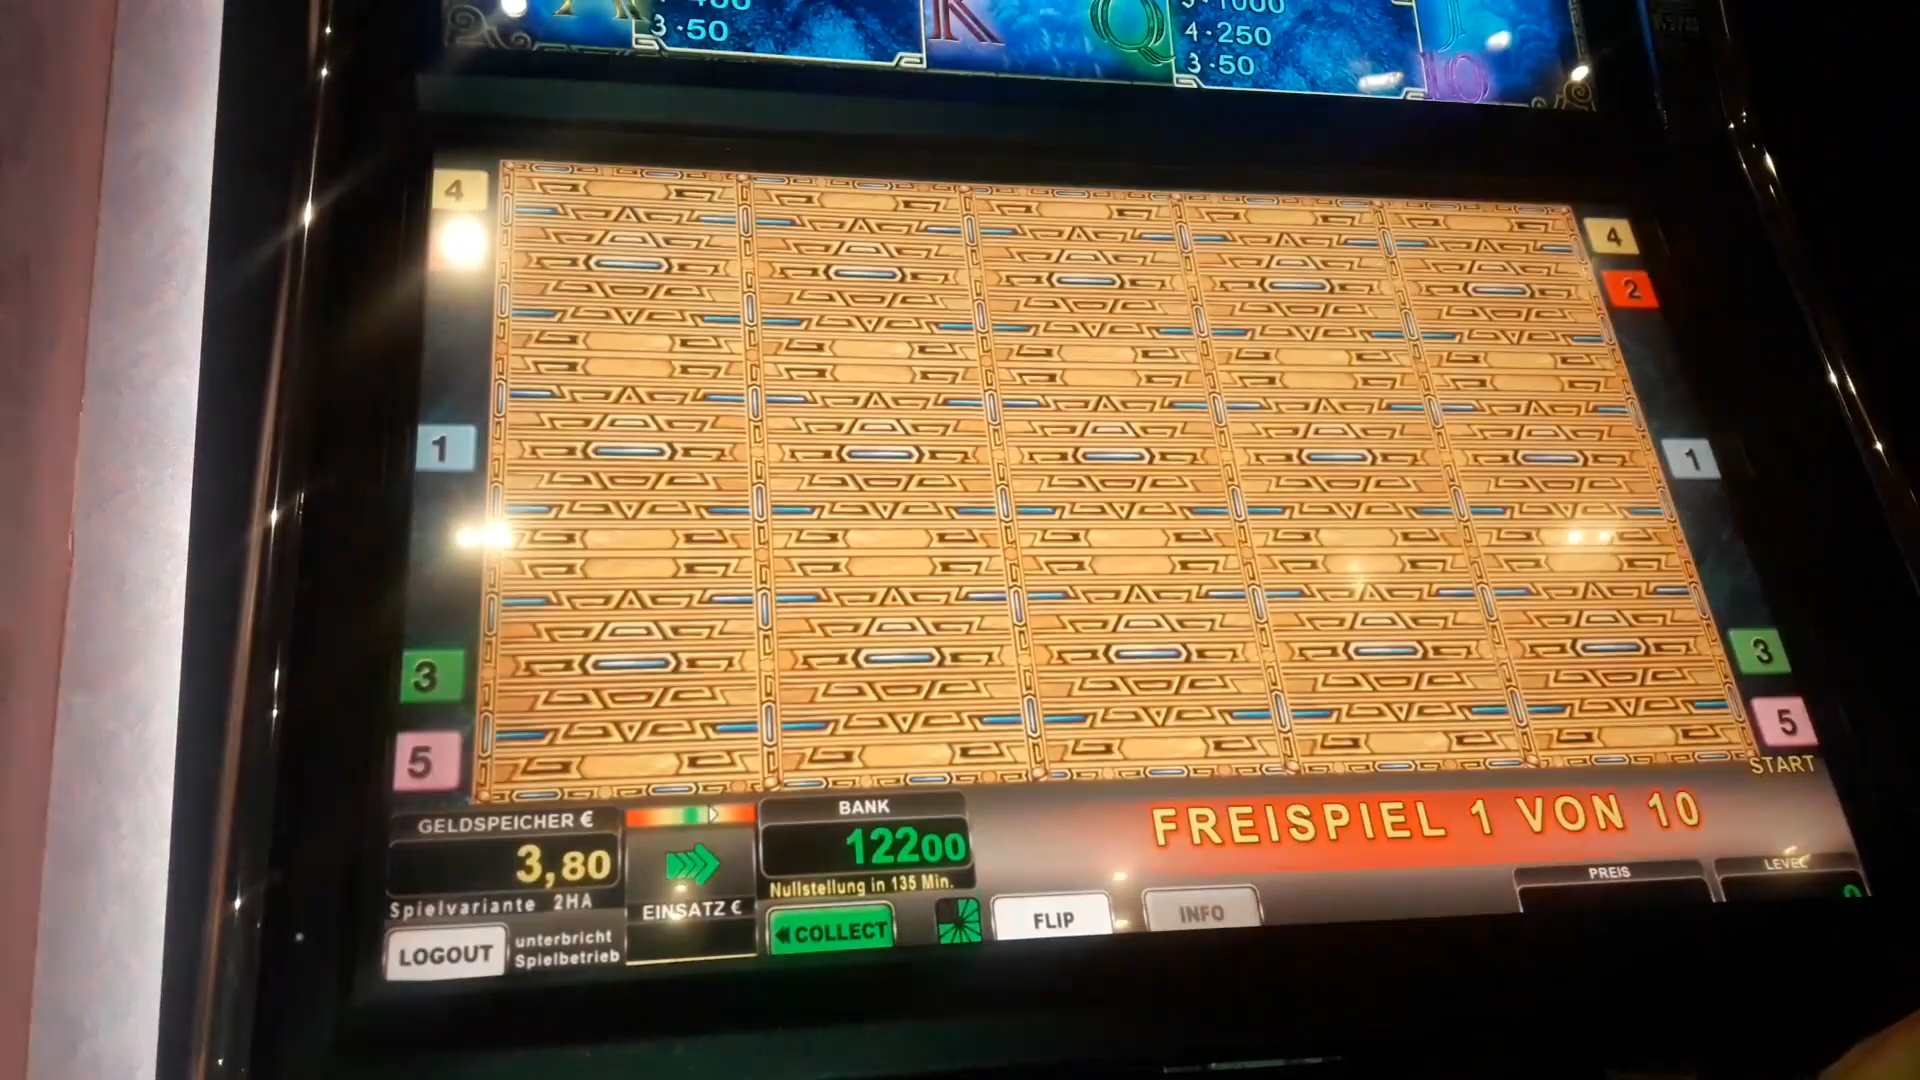 3·50
K
Q
4·250
3·50
J
10
4
4
2
1
1
3
3
5
5
START
GELDSPEICHER €
3,80
Spielvariante 2HA
LOGOUT
unterbricht
Spielbetrieb
EINSATZ €
BANK
12200
Nullstellung in 135 Min.
COLLECT
FLIP
INFO
FREISPIEL 1 VON 10
PREIS
LEVEL